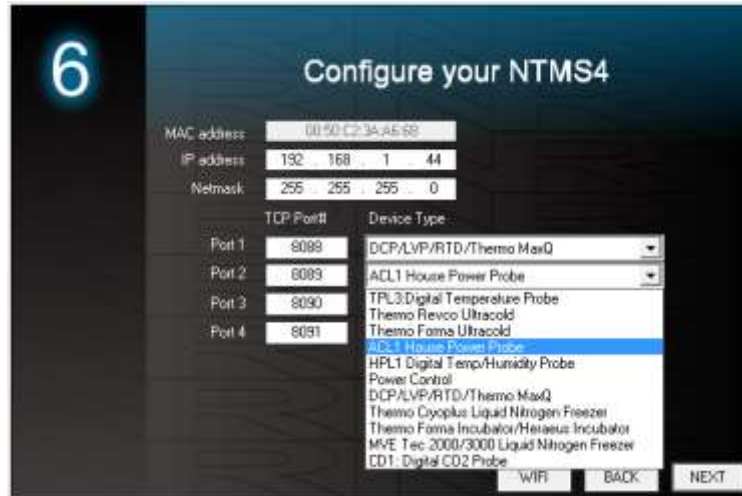 6
Configure your NTMS4
MAC address 00:50:C2:3A:A6:68
IP address 192 . 168 . 1 . 44
Netmask 255 . 255 . 255 . 0
TCP Port# Device Type
Port 1 8088 DCP/LVP/RTD/Thermo MaxQ
Port 2 8089 ACL1 House Power Probe
Port 3 8090
Port 4 8091
TPL3:Digital Temperature Probe
Thermo Revco Ultracold
Thermo Forma Ultracold
ACL1 House Power Probe
HPL1 Digital Temp/Humidity Probe
Power Control
DCP/LVP/RTD/Thermo MaxQ
Thermo Cryoplus Liquid Nitrogen Freezer
Thermo Forma Incubator/Heraeus Incubator
MVE Tec 2000/3000 Liquid Nitrogen Freezer
CD1: Digital CO2 Probe
WIFI BACK NEXT